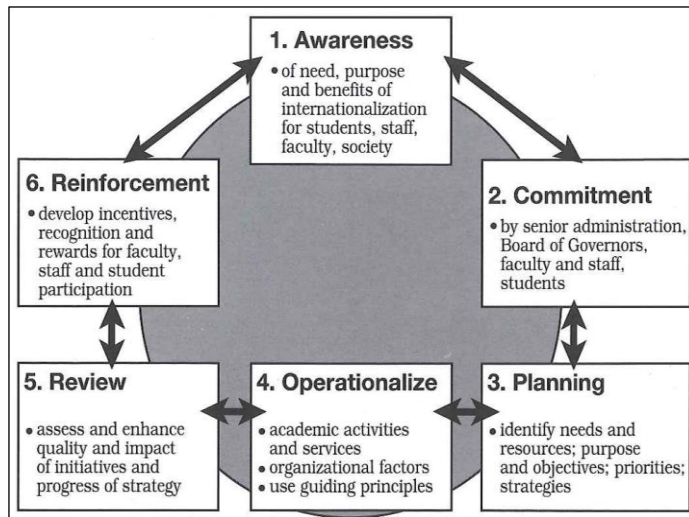 1. Awareness
• of need, purpose
and benefits of
internationalization
for students, staff,
faculty, society
2. Commitment
• by senior administration,
Board of Governors,
faculty and staff,
students
3. Planning
• identify needs and
resources; purpose
and objectives; priorities;
strategies
4. Operationalize
• academic activities
and services
• organizational factors
• use guiding principles
5. Review
• assess and enhance
quality and impact
of initiatives and
progress of strategy
6. Reinforcement
• develop incentives,
recognition and
rewards for faculty,
staff and student
participation